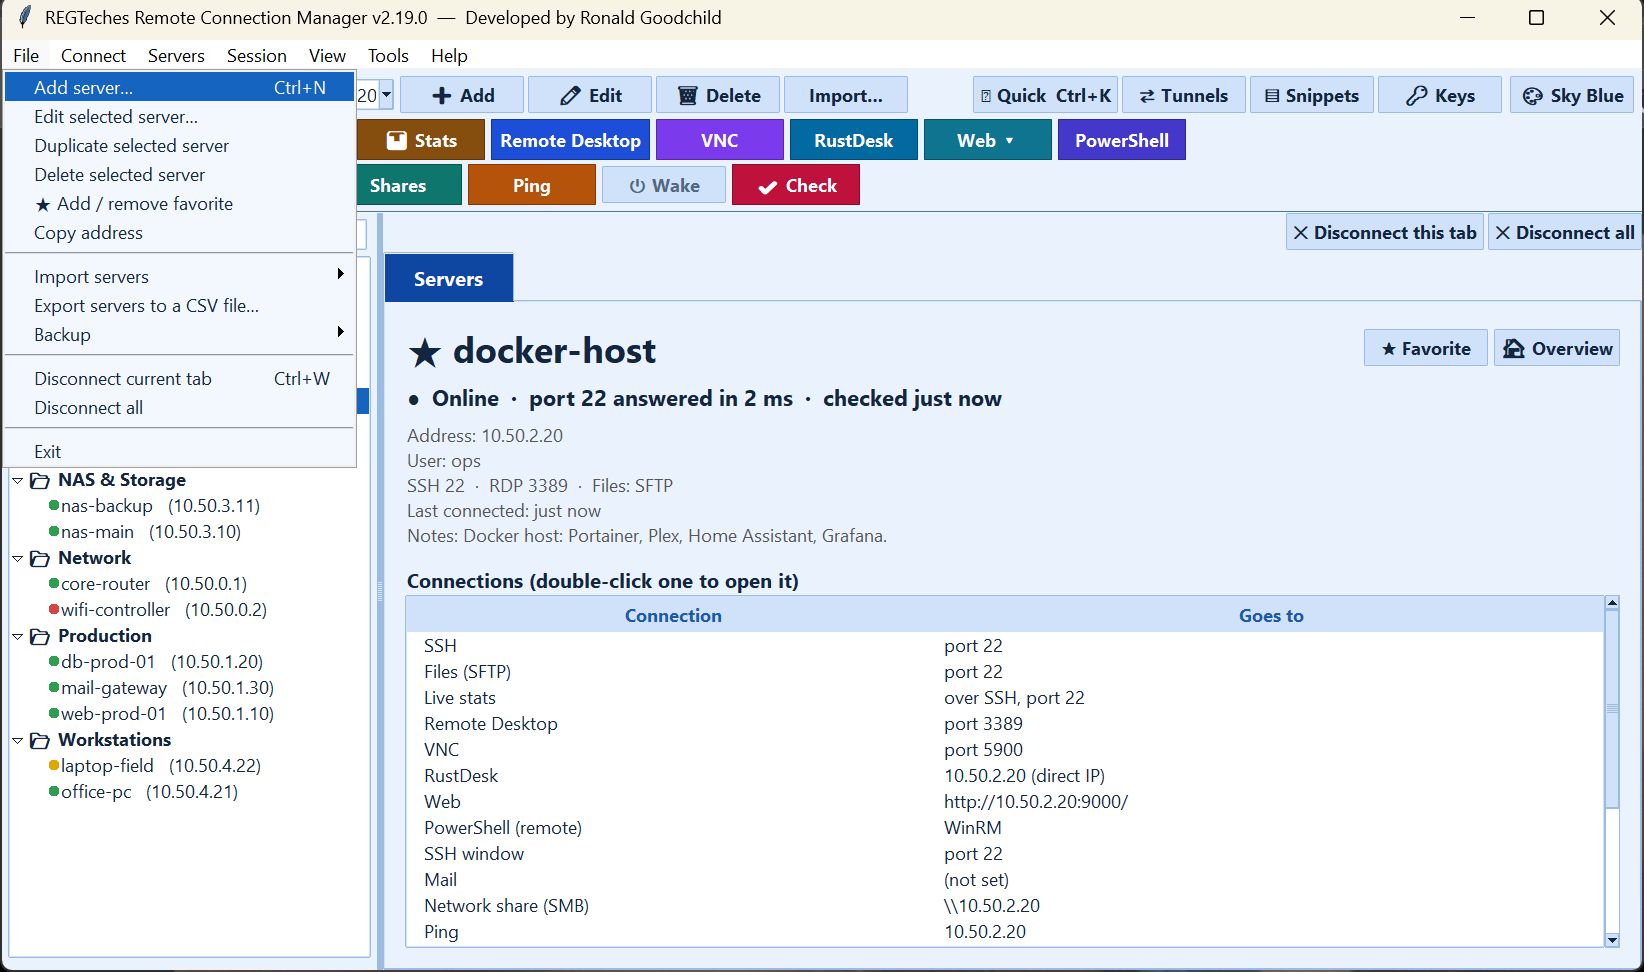 REGTeches Remote Connection Manager v2.19.0 — Developed by Ronald Goodchild
File Connect Servers Session View Tools Help
Add server... Ctrl+N
Edit selected server...
Duplicate selected server
Delete selected server
★ Add / remove favorite
Copy address
Import servers
Export servers to a CSV file...
Backup
Disconnect current tab Ctrl+W
Disconnect all
Exit
20 Add Edit Delete Import... Quick Ctrl+K Tunnels Snippets Keys Sky Blue
Stats Remote Desktop VNC RustDesk Web ▾ PowerShell
Shares Ping Wake Check
Disconnect this tab Disconnect all
NAS & Storage
nas-backup (10.50.3.11)
nas-main (10.50.3.10)
Network
core-router (10.50.0.1)
wifi-controller (10.50.0.2)
Production
db-prod-01 (10.50.1.20)
mail-gateway (10.50.1.30)
web-prod-01 (10.50.1.10)
Workstations
laptop-field (10.50.4.22)
office-pc (10.50.4.21)
Servers
★ docker-host
★ Favorite Overview
● Online · port 22 answered in 2 ms · checked just now
Address: 10.50.2.20
User: ops
SSH 22 · RDP 3389 · Files: SFTP
Last connected: just now
Notes: Docker host: Portainer, Plex, Home Assistant, Grafana.
Connections (double-click one to open it)
Connection Goes to
SSH port 22
Files (SFTP) port 22
Live stats over SSH, port 22
Remote Desktop port 3389
VNC port 5900
RustDesk 10.50.2.20 (direct IP)
Web http://10.50.2.20:9000/
PowerShell (remote) WinRM
SSH window port 22
Mail (not set)
Network share (SMB) \\10.50.2.20
Ping 10.50.2.20